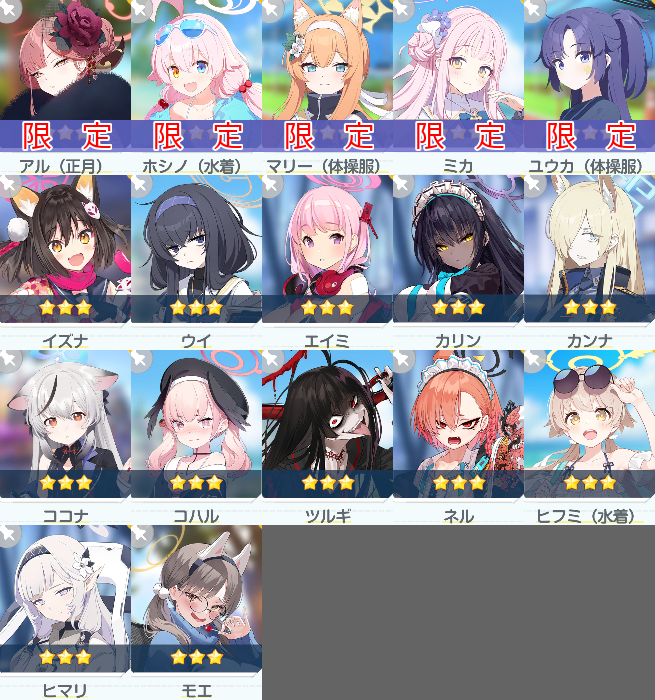 限 定
限 定
限 定
限 定
限 定
アル（正月）
ホシノ（水着）
マリー（体操服）
ミカ
ユウカ（体操服）
イズナ
ウイ
エイミ
カリン
カンナ
ココナ
コハル
ツルギ
ネル
ヒフミ（水着）
ヒマリ
モエ